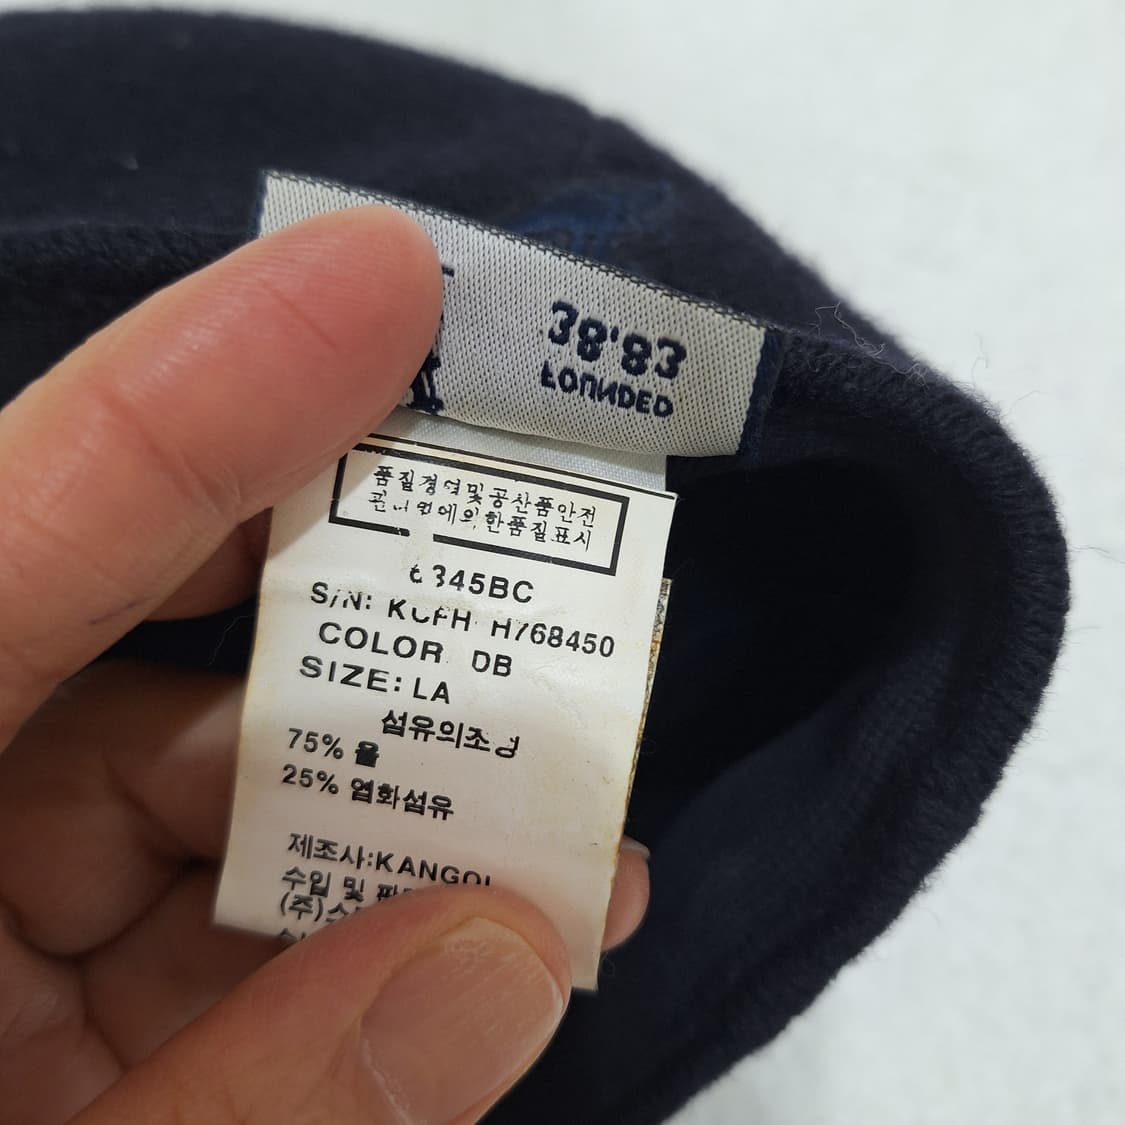 38.83
FOUNDED
품질경영및공산품안전
관리법에의한품질표시
6345BC
S/N: KCPH H768450
COLOR DB
SIZE: LA
섬유의조성
75% 울
25% 염화섬유
제조사:KANGOL
수입 및
(주)